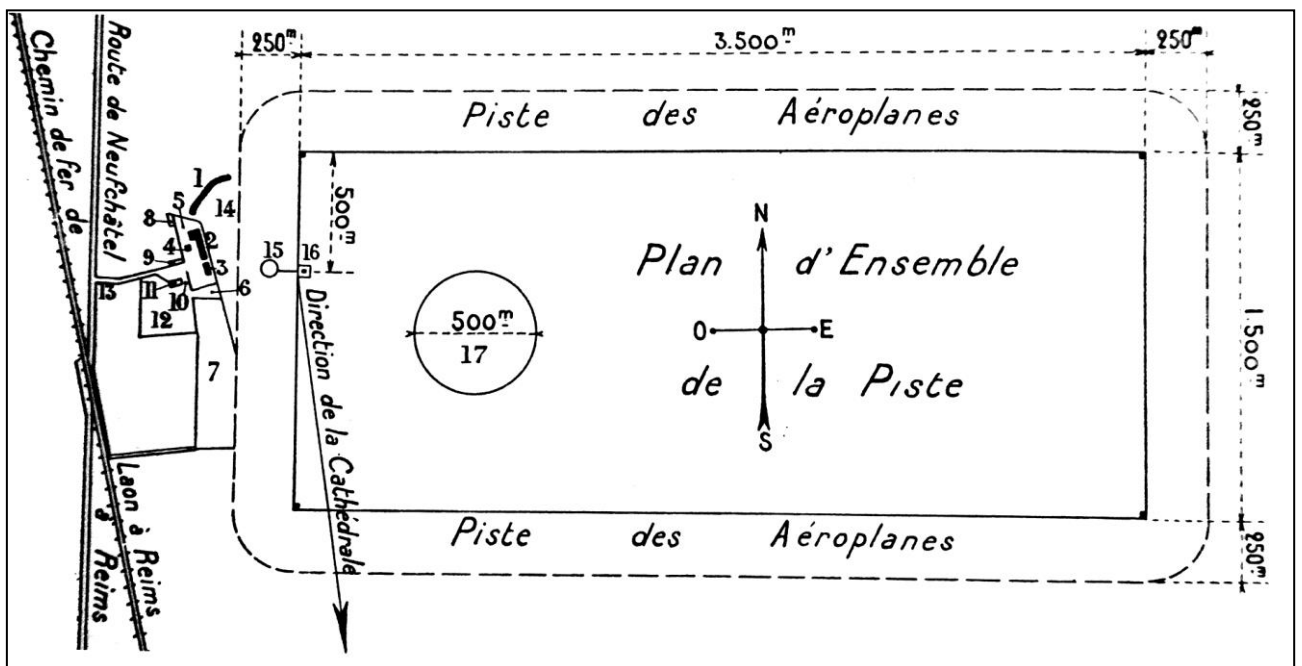 250m
3.500m
250m
Piste des Aéroplanes
250m
Chemin de fer de
Laon à Reims
Route de Neufchâtel
à Reims
1
14
5
8
2
4
9
3
6
13
11
10
12
7
15
16
500m
Direction de la Cathédrale
500m
17
N
Plan d'Ensemble
O E
de la Piste
S
1.500m
Piste des Aéroplanes
250m